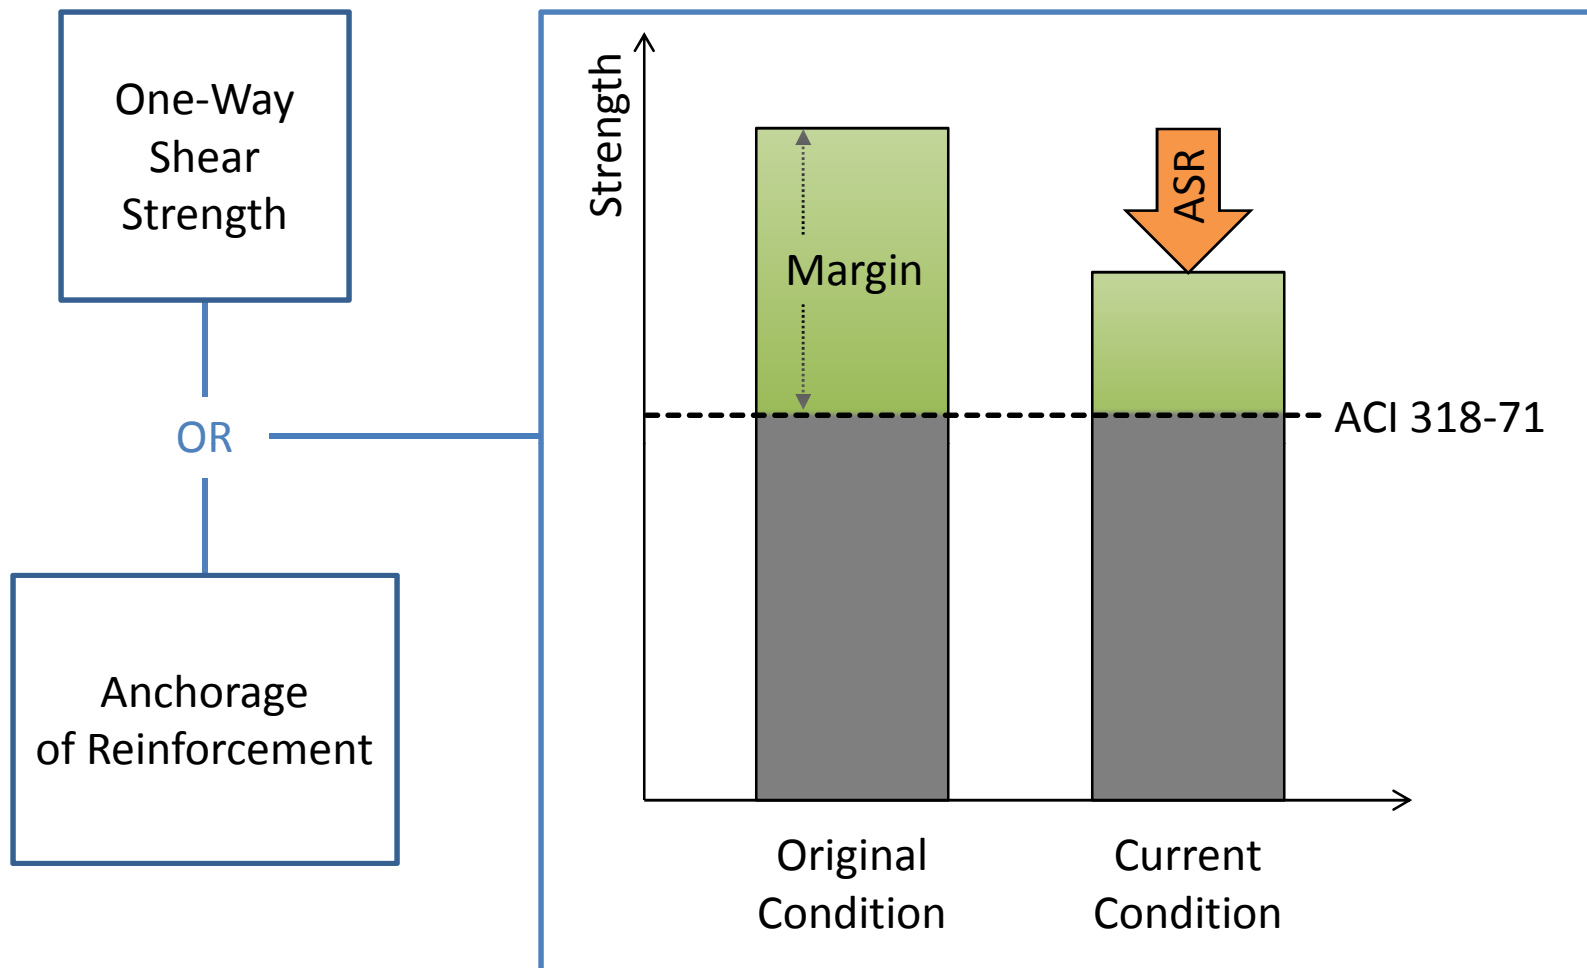 One-Way
Shear
Strength
OR
Anchorage
of Reinforcement
Strength
Margin
ASR
ACI 318-71
Original
Condition
Current
Condition